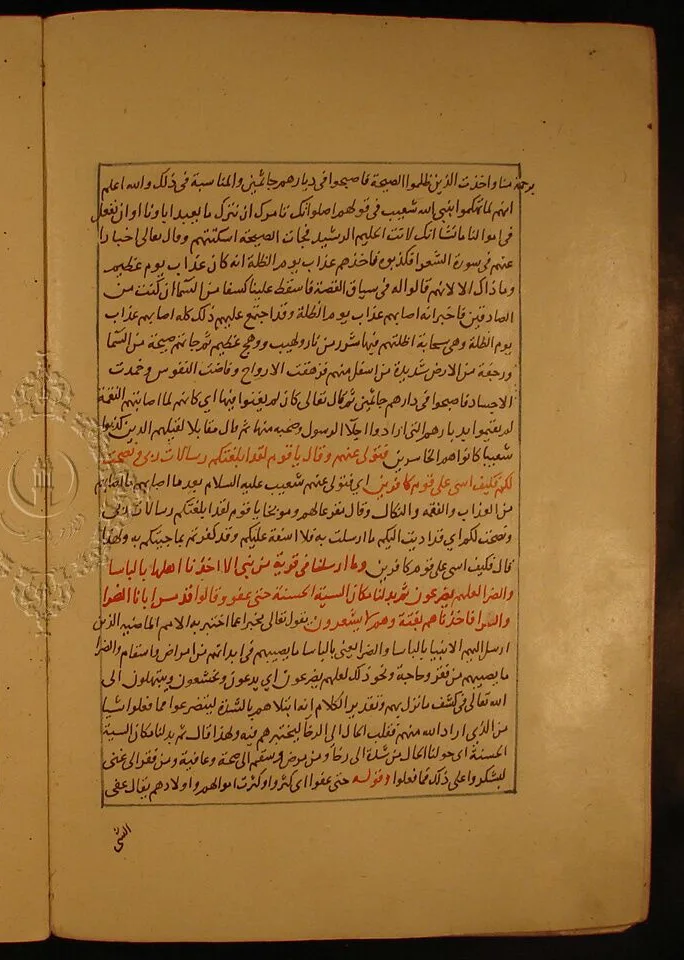 برحمة منا واخذت الذين ظلموا الصيحة فاصبحوا في ديارهم جاثمين والمناسبة في ذلك والله اعلم
انهم لما تهكموا بنبي الله شعيب في قولهم اصلواتك تامرك ان نترك ما يعبد اباونا او ان نفعل
في اموالنا ما نشا انك لانت الحليم الرشيد فجات الصيحة اسكتتهم وقال تعالى اخبارا
عنهم في سورة الشعرا فكذبوه فاخذهم عذاب يوم الظلة انه كان عذاب يوم عظيم
وما ذاك الا لانهم قالوا له في سياق القصة فاسقط علينا كسفا من السما ان كنت من
الصادقين فاخبر انه اصابهم عذاب يوم الظلة وقد اجتمع عليهم ذلك كله اصابهم عذاب
يوم الظلة وهي سحابة اظلتهم فيها شرر من نار ولهيب ووهج عظيم ثم جاتهم صيحة من السما
ورجفة من الارض شديدة من اسفل منهم فزهقت الارواح وفاضت النفوس وخمدت
الاجساد فاصبحوا في دارهم جاثمين ثم قال تعالى كان لم يغنوا فيها اي كانهم لما اصابتهم النقمة
لم يقيموا بديارهم التي ارادوا اجلا الرسول وصحبه منها ثم قال مقابلا لقيلهم الذين كذبوا
شعيبا كانوا هم الخاسرين فتولى عنهم وقال يا قوم لقد ابلغتكم رسالات ربي ونصحت
لكم فكيف اسى على قوم كافرين اي فتولى عنهم شعيب عليه السلام بعد ما اصابهم ما اصابهم
من العذاب والنقمة والنكال وقال مقرعا لهم وموبخا يا قوم لقد ابلغتكم رسالات ربي
ونصحت لكم اي قد اديت اليكم ما ارسلت به فلا اسفة عليكم وقد كفرتم بما جيتكم به ولهذا
قال فكيف اسى على قوم كافرين وما ارسلنا في قرية من نبي الا اخذنا اهلها بالباسا
والضرا لعلهم يضرعون ثم بدلنا مكان السيئة الحسنة حتى عفو وقالوا قد مس ابانا الضرا
والسرا فاخذناهم بغتة وهم لا يشعرون يقول تعالى مخبرا عما اختبر به الامم الماضية الذين
ارسل اليهم الانبيا بالباسا والضرا يعني بالباسا ما يصيبهم في ابدانهم من امراض واسقام والضرا
ما يصيبهم من فقر وحاجة ونحو ذلك لعلهم يضرعون اي يدعون ويخشعون ويبتهلون الى
الله تعالى في كشف ما نزل بهم وتقدير الكلام انه ابتلاهم بالشدة ليتضرعوا فما فعلوا شيا
من الذي اراد الله منهم فقلب الحال الى الرخا ليختبرهم فيه ولهذا قال ثم بدلنا مكان السيئة
الحسنة اي حولنا الحال من شدة الى رخا ومن مرض وسقم الى صحة وعافية ومن فقر الى غنى
ليشكروا على ذلك فما فعلوا وقوله حتى عفوا اي كثروا وكثرت اموالهم واولادهم يقال عفى
الشي